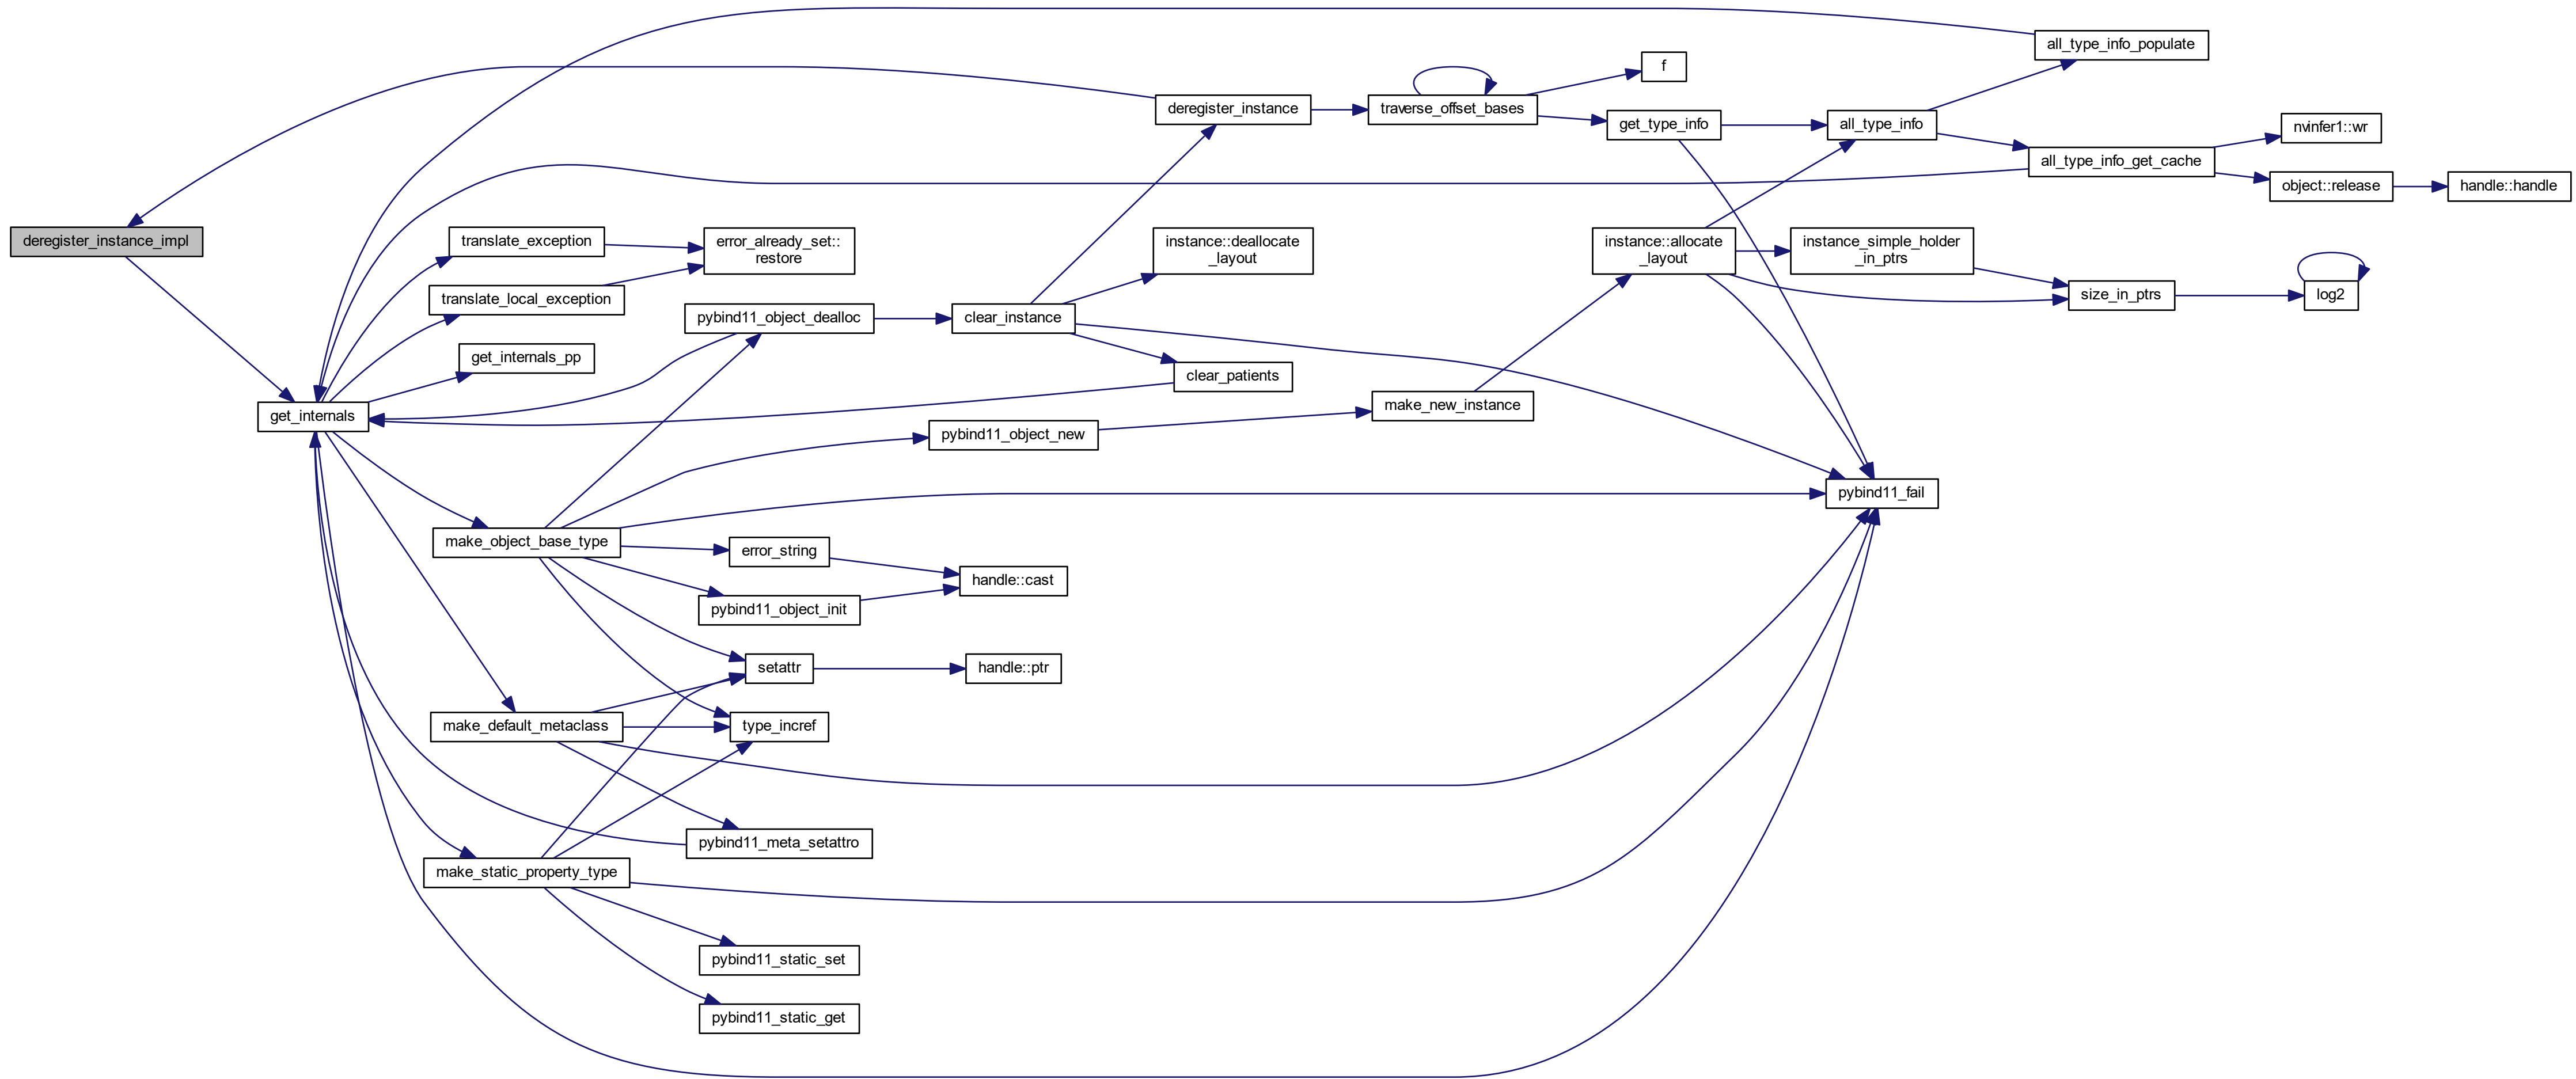 deregister_instance_impl
get_internals
translate_exception
translate_local_exception
get_internals_pp
make_object_base_type
make_default_metaclass
make_static_property_type
error_already_set::
restore
pybind11_object_dealloc
pybind11_object_new
error_string
pybind11_object_init
setattr
type_incref
pybind11_meta_setattro
pybind11_static_set
pybind11_static_get
clear_instance
handle::cast
handle::ptr
deregister_instance
instance::deallocate
_layout
clear_patients
traverse_offset_bases
make_new_instance
f
get_type_info
instance::allocate
_layout
all_type_info
instance_simple_holder
_in_ptrs
pybind11_fail
all_type_info_populate
all_type_info_get_cache
size_in_ptrs
nvinfer1::wr
object::release
log2
handle::handle